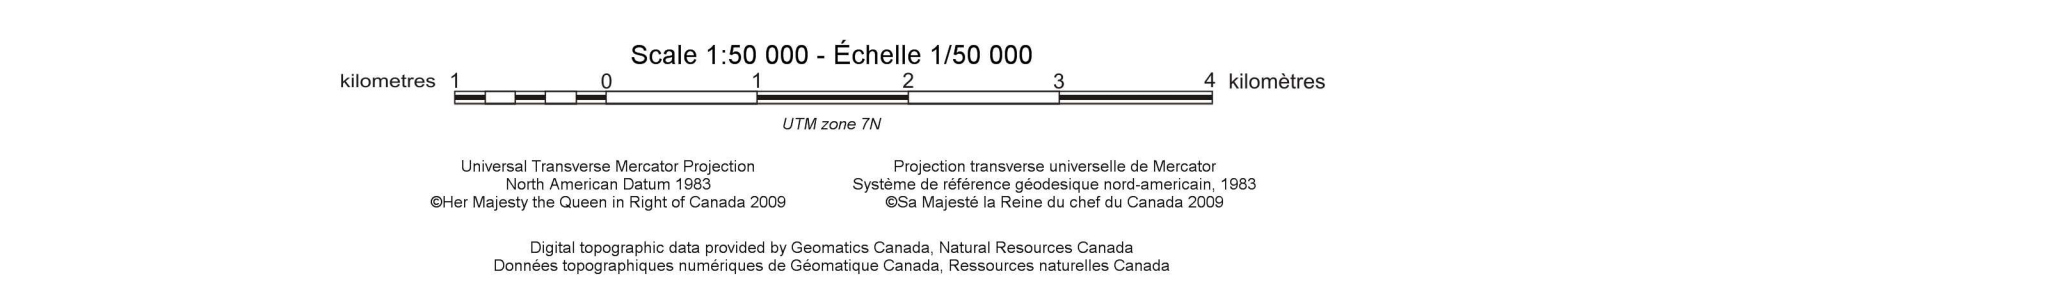 Scale 1:50 000 - Échelle 1/50 000
kilometres 1 0 1 2 3 4 kilomètres
UTM zone 7N
Universal Transverse Mercator Projection
North American Datum 1983
©Her Majesty the Queen in Right of Canada 2009
Projection transverse universelle de Mercator
Système de référence géodesique nord-americain, 1983
©Sa Majesté la Reine du chef du Canada 2009
Digital topographic data provided by Geomatics Canada, Natural Resources Canada
Données topographiques numériques de Géomatique Canada, Ressources naturelles Canada